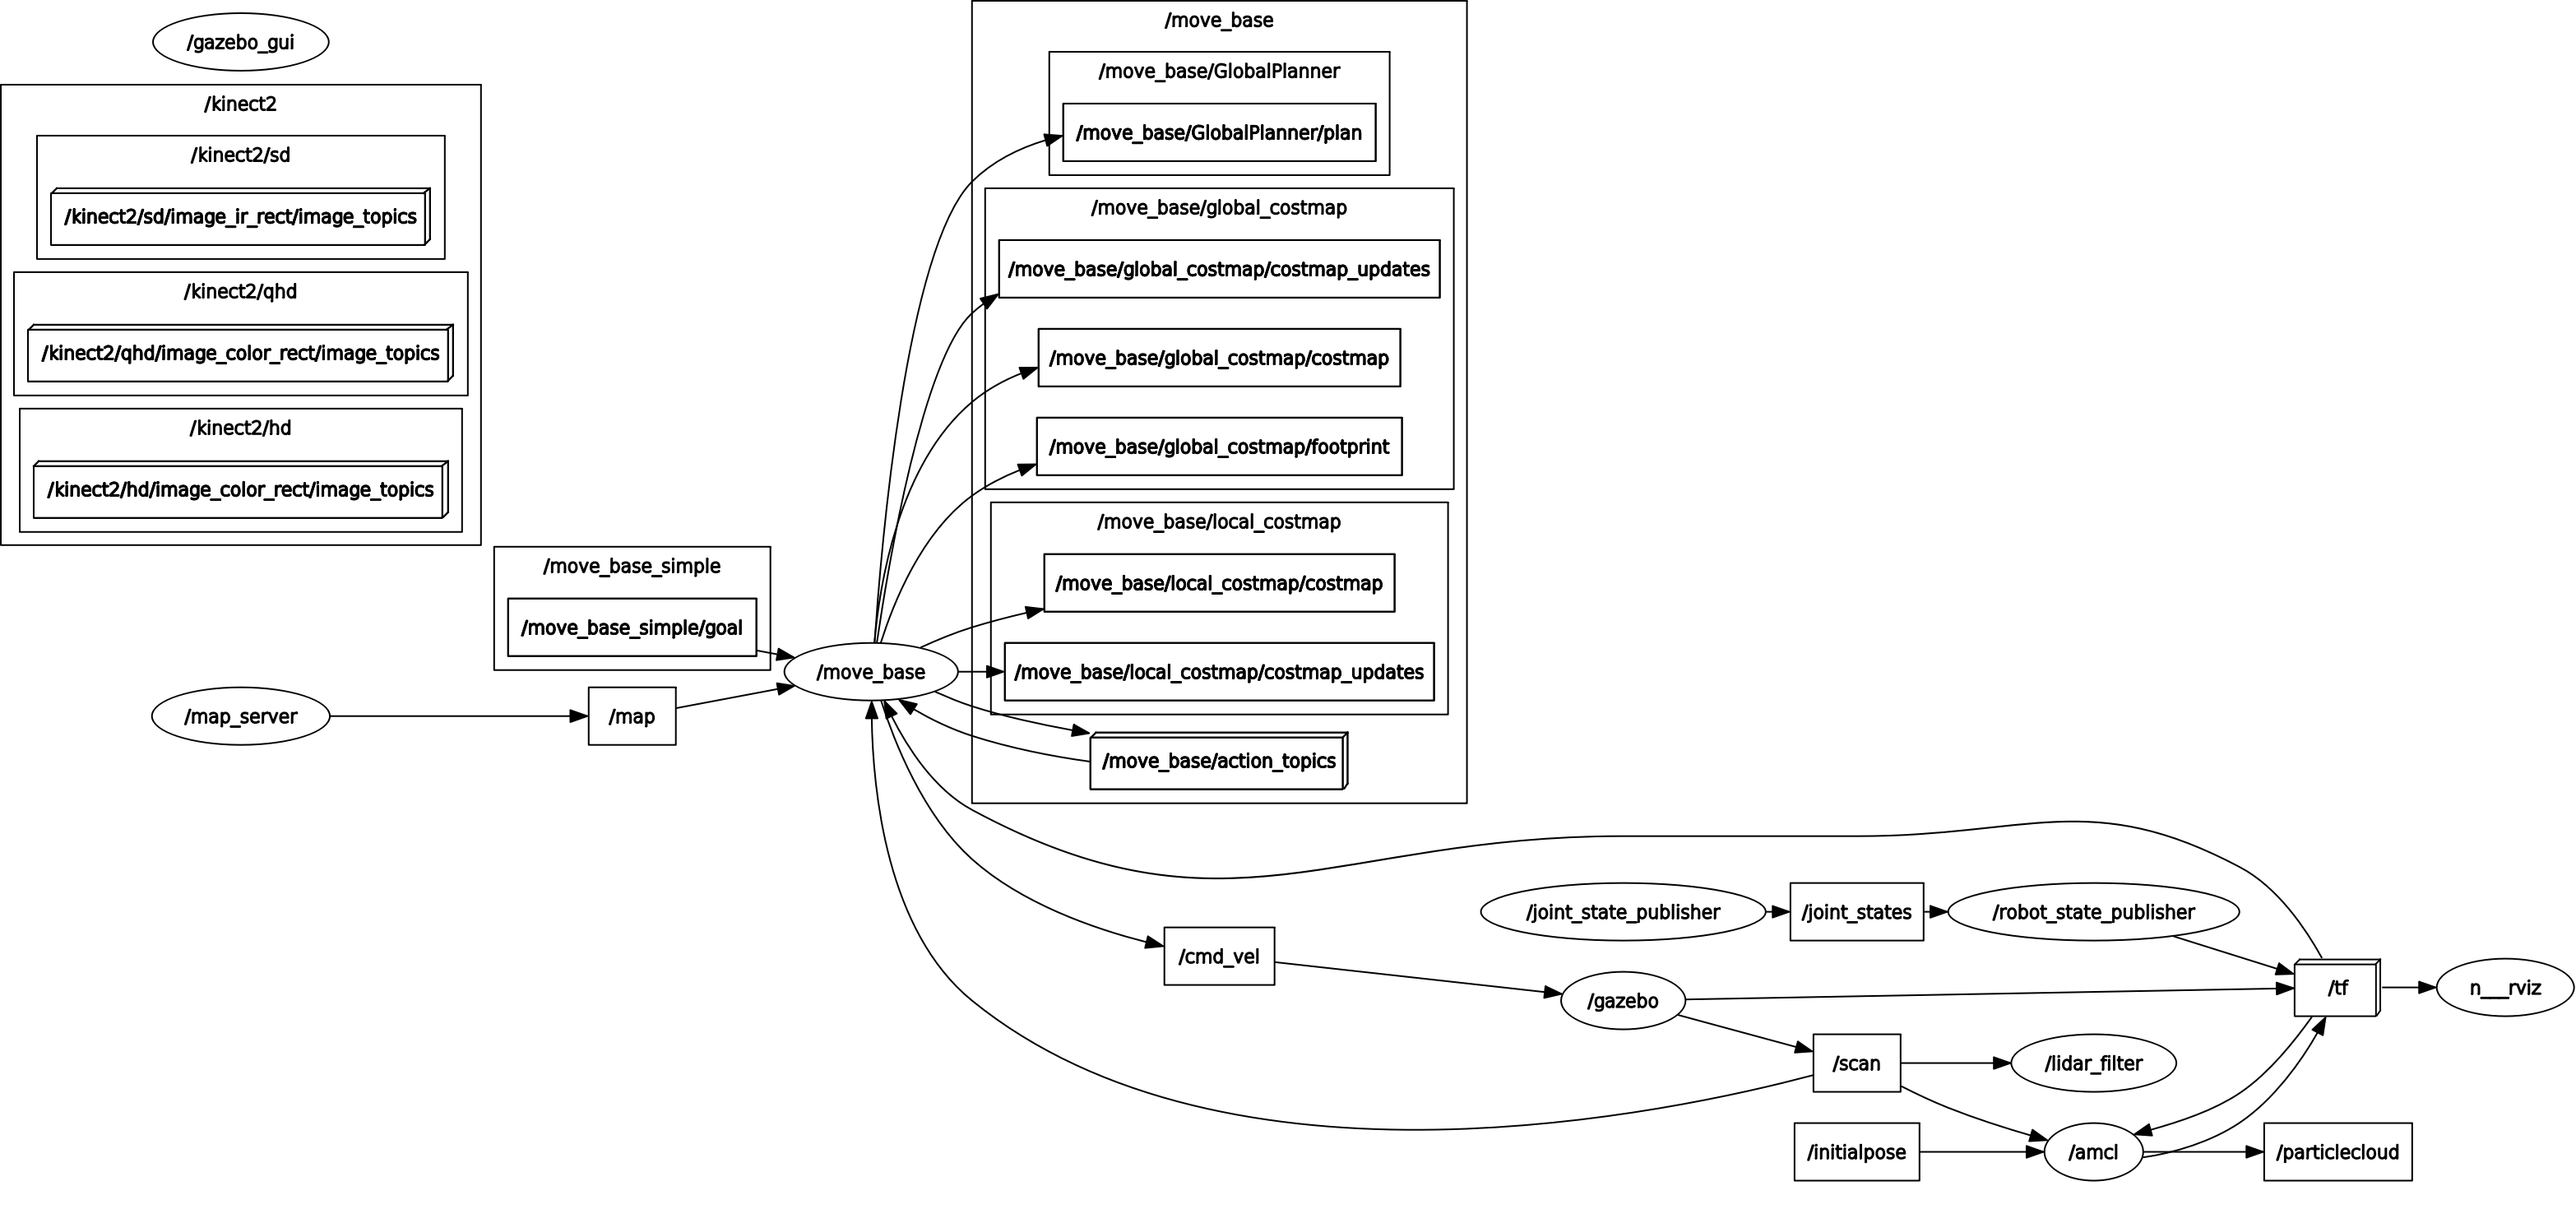 /gazebo_gui
/kinect2
/kinect2/sd
/kinect2/sd/image_ir_rect/image_topics
/kinect2/qhd
/kinect2/qhd/image_color_rect/image_topics
/kinect2/hd
/kinect2/hd/image_color_rect/image_topics
/move_base_simple
/move_base_simple/goal
/map_server
/map
/move_base
/move_base
/move_base/GlobalPlanner
/move_base/GlobalPlanner/plan
/move_base/global_costmap
/move_base/global_costmap/costmap_updates
/move_base/global_costmap/costmap
/move_base/global_costmap/footprint
/move_base/local_costmap
/move_base/local_costmap/costmap
/move_base/local_costmap/costmap_updates
/move_base/action_topics
/cmd_vel
/joint_state_publisher
/joint_states
/robot_state_publisher
/gazebo
/tf
n___rviz
/scan
/lidar_filter
/initialpose
/amcl
/particlecloud